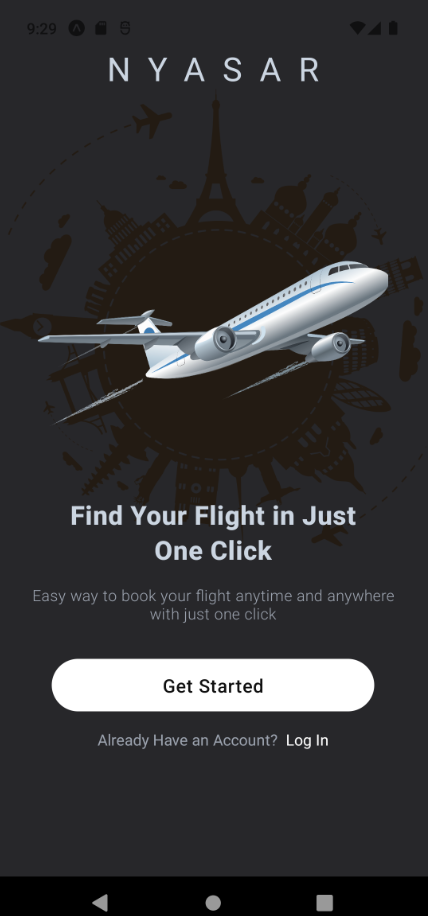 9:29
N Y A S A R
Find Your Flight in Just
One Click
Easy way to book your flight anytime and anywhere
with just one click
Get Started
Already Have an Account? Log In